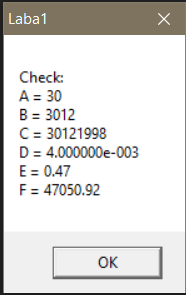 Laba1
Check:
A = 30
B = 3012
C = 30121998
D = 4.000000e-003
E = 0.47
F = 47050.92
OK